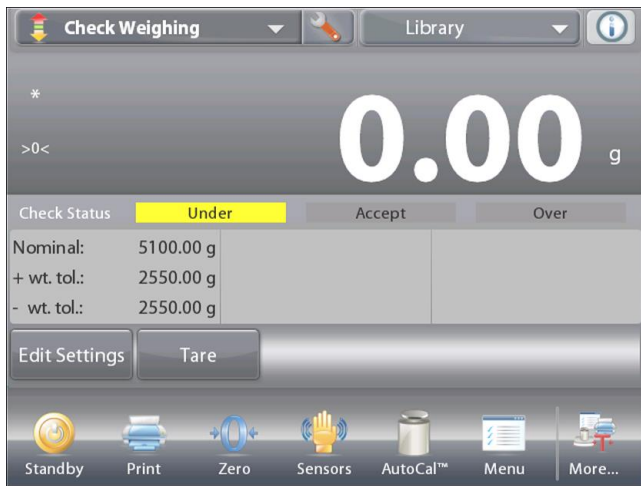 Check Weighing Library
*
>0<
0.00 g
Check Status Under Accept Over
Nominal: 5100.00 g
+ wt. tol.: 2550.00 g
- wt. tol.: 2550.00 g
Edit Settings Tare
Standby Print Zero Sensors AutoCal™ Menu More...